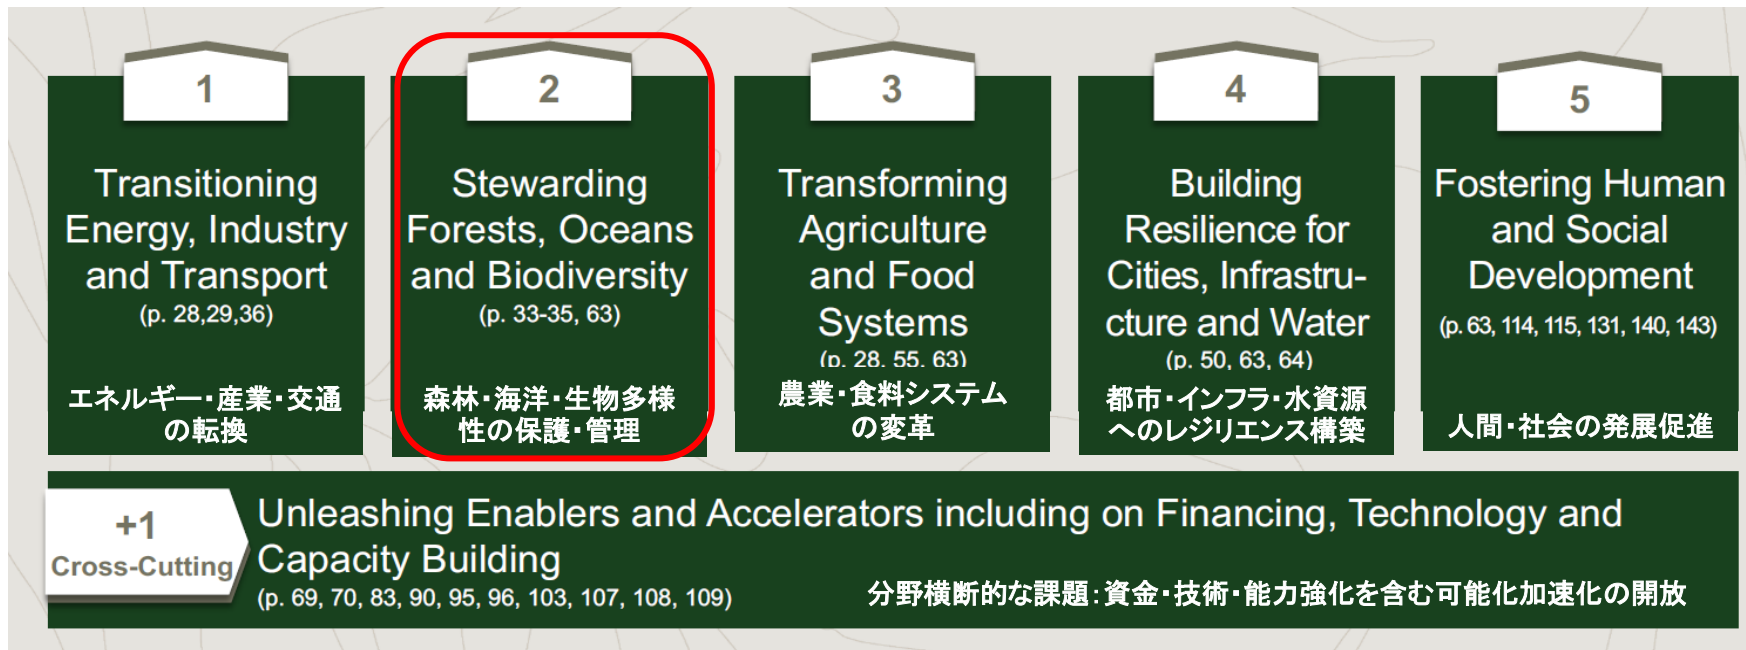 1
Transitioning
Energy, Industry
and Transport
(p. 28,29,36)
エネルギー・産業・交通
の転換
2
Stewarding
Forests, Oceans
and Biodiversity
(p. 33-35, 63)
森林・海洋・生物多様
性の保護・管理
3
Transforming
Agriculture
and Food
Systems
(p. 28, 55, 63)
農業・食料システム
の変革
4
Building
Resilience for
Cities, Infrastru-
cture and Water
(p. 50, 63, 64)
都市・インフラ・水資源
へのレジリエンス構築
5
Fostering Human
and Social
Development
(p. 63, 114, 115, 131, 140, 143)
人間・社会の発展促進
+1
Cross-Cutting
Unleashing Enablers and Accelerators including on Financing, Technology and
Capacity Building
(p. 69, 70, 83, 90, 95, 96, 103, 107, 108, 109)
分野横断的な課題：資金・技術・能力強化を含む可能化加速化の開放